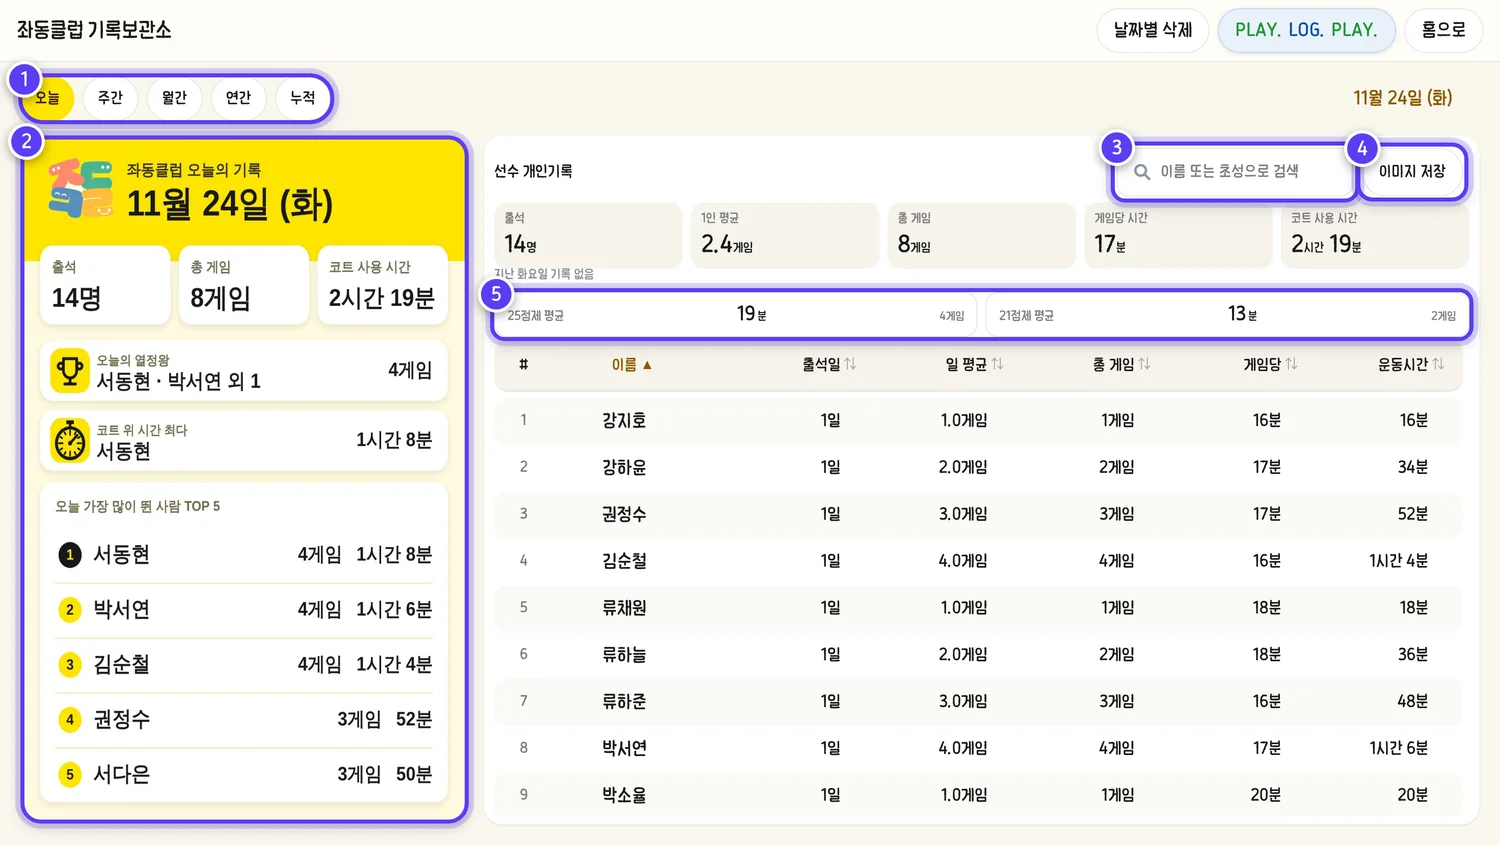 좌동클럽 기록보관소
날짜별 삭제
PLAY. LOG. PLAY.
홈으로
1
오늘
주간
월간
연간
누적
11월 24일 (화)
2
좌동클럽 오늘의 기록
11월 24일 (화)
출석
14명
총 게임
8게임
코트 사용 시간
2시간 19분
오늘의 열정왕
서동현 · 박서연 외 1
4게임
코트 위 시간 최다
서동현
1시간 8분
오늘 가장 많이 뛴 사람 TOP 5
1 서동현 4게임 1시간 8분
2 박서연 4게임 1시간 6분
3 김순철 4게임 1시간 4분
4 권정수 3게임 52분
5 서다은 3게임 50분
선수 개인기록
3
이름 또는 초성으로 검색
4
이미지 저장
출석
14명
1인 평균
2.4게임
총 게임
8게임
게임당 시간
17분
코트 사용 시간
2시간 19분
지난 화요일 기록 없음
5
25점제 평균 19분 4게임
21점제 평균 13분 2게임
# 이름 ▲ 출석일 ↑↓ 일 평균 ↑↓ 총 게임 ↑↓ 게임당 ↑↓ 운동시간 ↑↓
1 강지호 1일 1.0게임 1게임 16분 16분
2 강하윤 1일 2.0게임 2게임 17분 34분
3 권정수 1일 3.0게임 3게임 17분 52분
4 김순철 1일 4.0게임 4게임 16분 1시간 4분
5 류채원 1일 1.0게임 1게임 18분 18분
6 류하늘 1일 2.0게임 2게임 18분 36분
7 류하준 1일 3.0게임 3게임 16분 48분
8 박서연 1일 4.0게임 4게임 17분 1시간 6분
9 박소율 1일 1.0게임 1게임 20분 20분